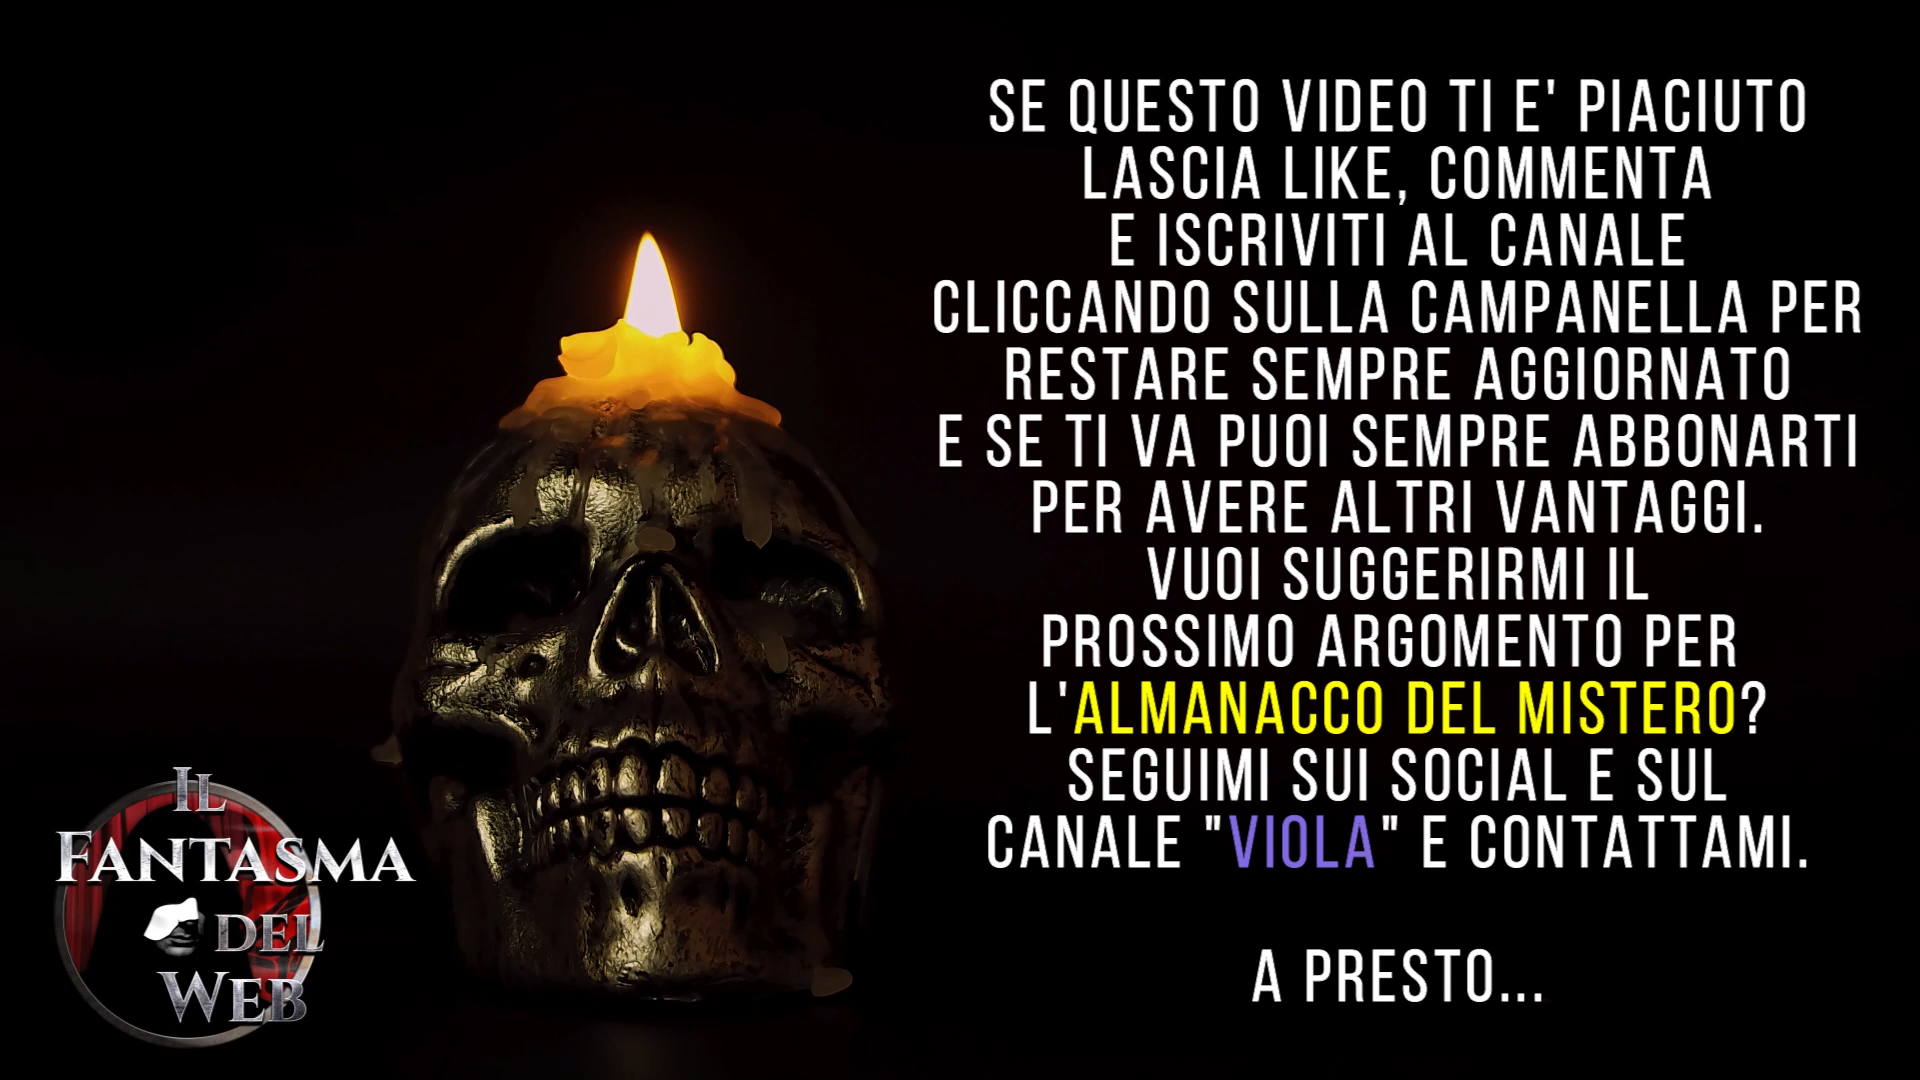 SE QUESTO VIDEO TI E' PIACIUTO
LASCIA LIKE, COMMENTA
E ISCRIVITI AL CANALE
CLICCANDO SULLA CAMPANELLA PER
RESTARE SEMPRE AGGIORNATO
E SE TI VA PUOI SEMPRE ABBONARTI
PER AVERE ALTRI VANTAGGI.
VUOI SUGGERIRMI IL
PROSSIMO ARGOMENTO PER
L'ALMANACCO DEL MISTERO?
SEGUIMI SUI SOCIAL E SUL
CANALE "VIOLA" E CONTATTAMI.
A PRESTO...
IL
FANTASMA
DEL
WEB